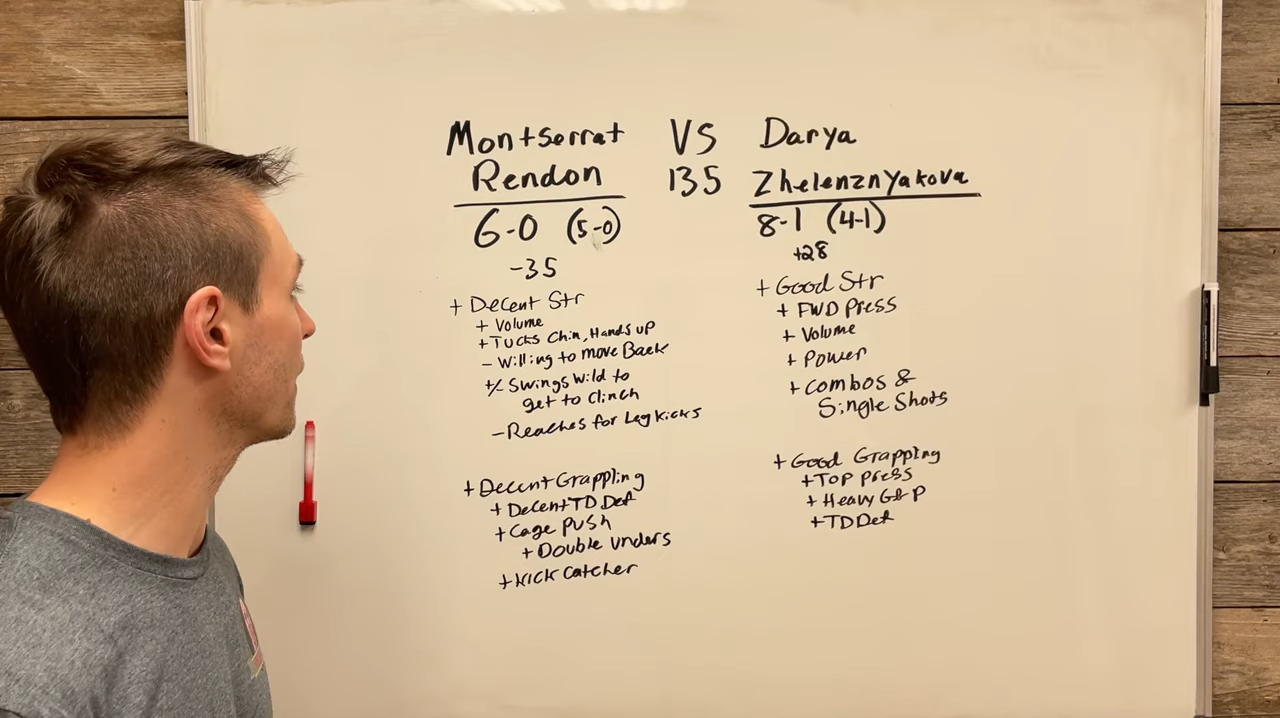 Montserrat VS Darya
Rendon 135 Zhelenznyakova
6-0 (5-0)
-35
+ Decent Str
+ Volume
+ Tucks Chin, Hands up
- Willing to move Back
+/- Swings Wild to
get to clinch
- Reaches for Leg Kicks
+ Decent Grappling
+ Decent TD Def
+ Cage Push
+ Double Unders
+ Kick Catcher
8-1 (4-1)
+28
+ Good Str
+ FWD Press
+ Volume
+ Power
+ Combos &
Single Shots
+ Good Grappling
+ Top Press
+ Heavy G&P
+ TD Def